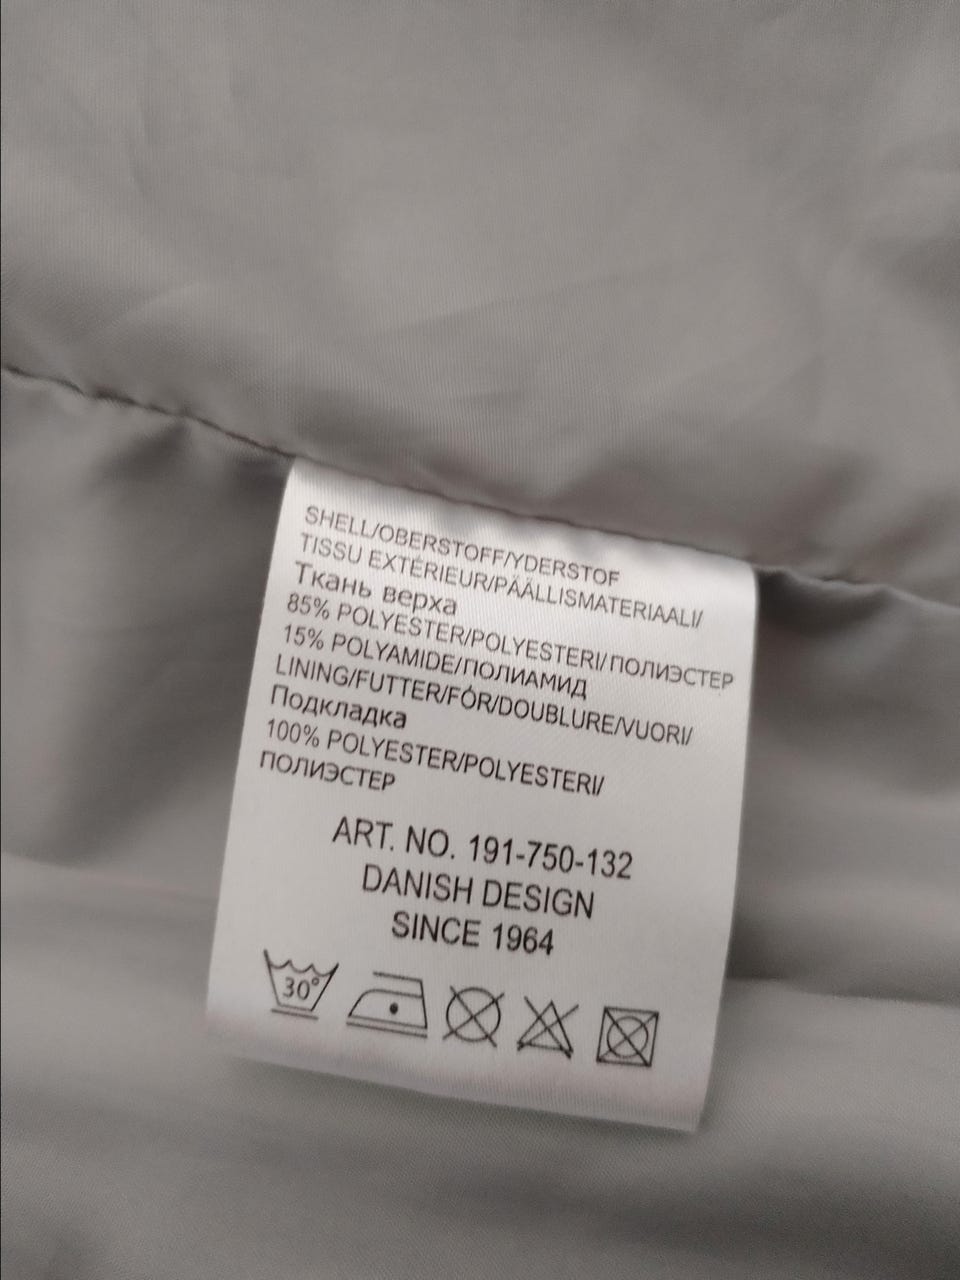 SHELL/OBERSTOFF/YDERSTOF
TISSU EXTÉRIEUR/PÄÄLLISMATERIAALI/
Ткань верха
85% POLYESTER/POLYESTERI/ПОЛИЭСТЕР
15% POLYAMIDE/ПОЛИАМИД
LINING/FUTTER/FÓR/DOUBLURE/VUORI/
Подкладка
100% POLYESTER/POLYESTERI/
ПОЛИЭСТЕР
ART. NO. 191-750-132
DANISH DESIGN
SINCE 1964
30°